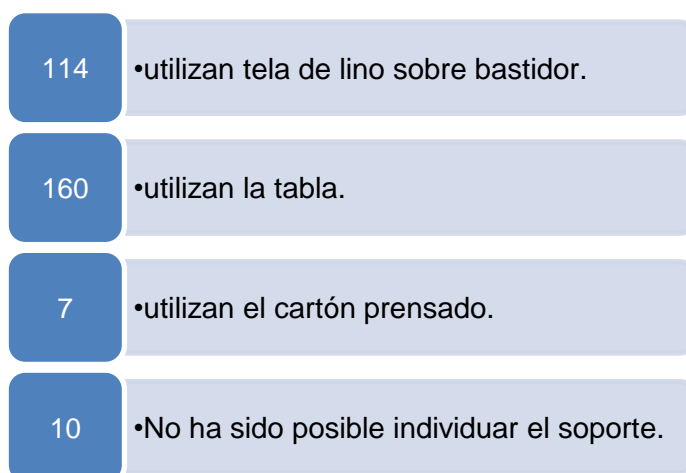 114 •utilizan tela de lino sobre bastidor.
160 •utilizan la tabla.
7 •utilizan el cartón prensado.
10 •No ha sido posible individuar el soporte.